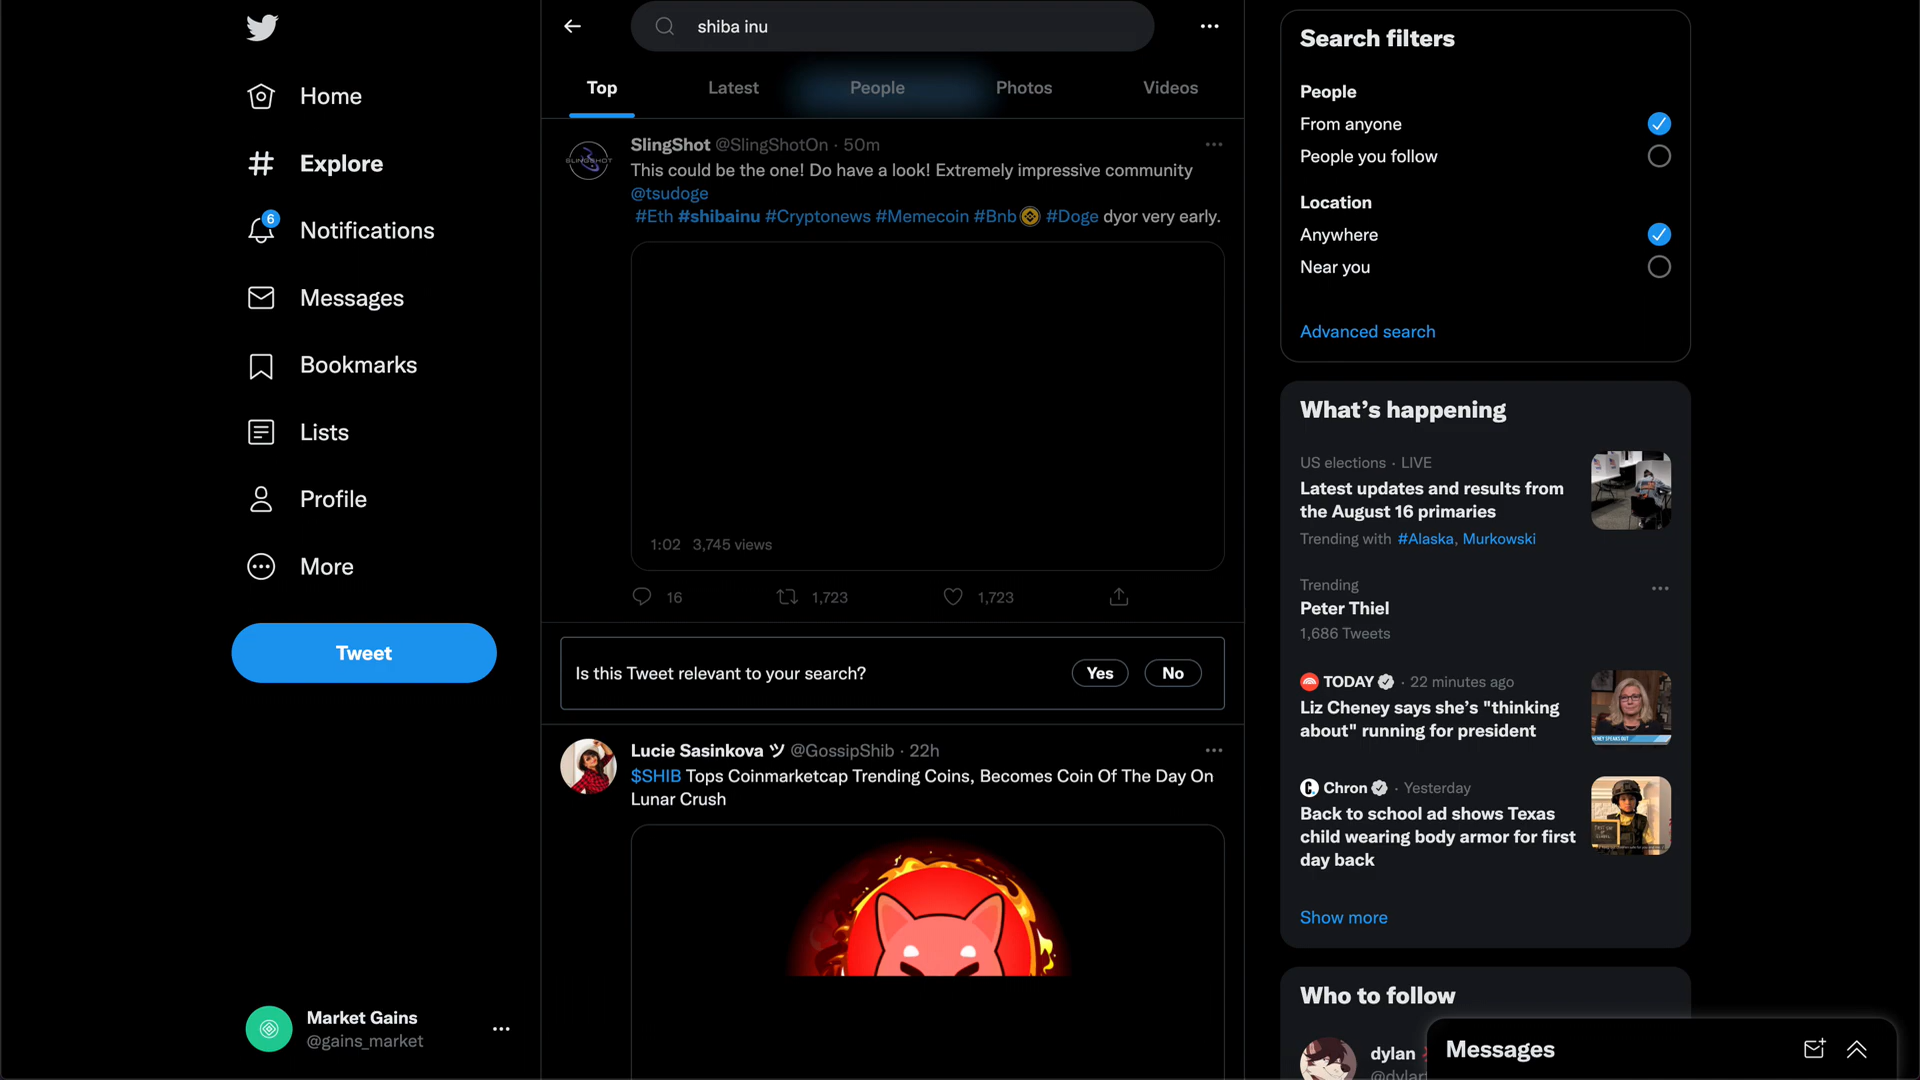 shiba inu
Top
Latest
People
Photos
Videos
Home
Explore
6
Notifications
Messages
Bookmarks
Lists
Profile
More
Tweet
Market Gains
@gains_market
SLINGSHOT
SlingShot @SlingShotOn · 50m
This could be the one! Do have a look! Extremely impressive community
@tsudoge
#Eth #shibainu #Cryptonews #Memecoin #Bnb #Doge dyor very early.
1:02 3,745 views
16
1,723
1,723
Is this Tweet relevant to your search?
Yes
No
Lucie Sasinkova ツ @GossipShib · 22h
$SHIB Tops Coinmarketcap Trending Coins, Becomes Coin Of The Day On
Lunar Crush
Search filters
People
From anyone
People you follow
Location
Anywhere
Near you
Advanced search
What’s happening
US elections · LIVE
Latest updates and results from
the August 16 primaries
Trending with #Alaska, Murkowski
Trending
Peter Thiel
1,686 Tweets
TODAY · 22 minutes ago
Liz Cheney says she’s "thinking
about" running for president
Chron · Yesterday
Back to school ad shows Texas
child wearing body armor for first
day back
Show more
Who to follow
dylan
Messages